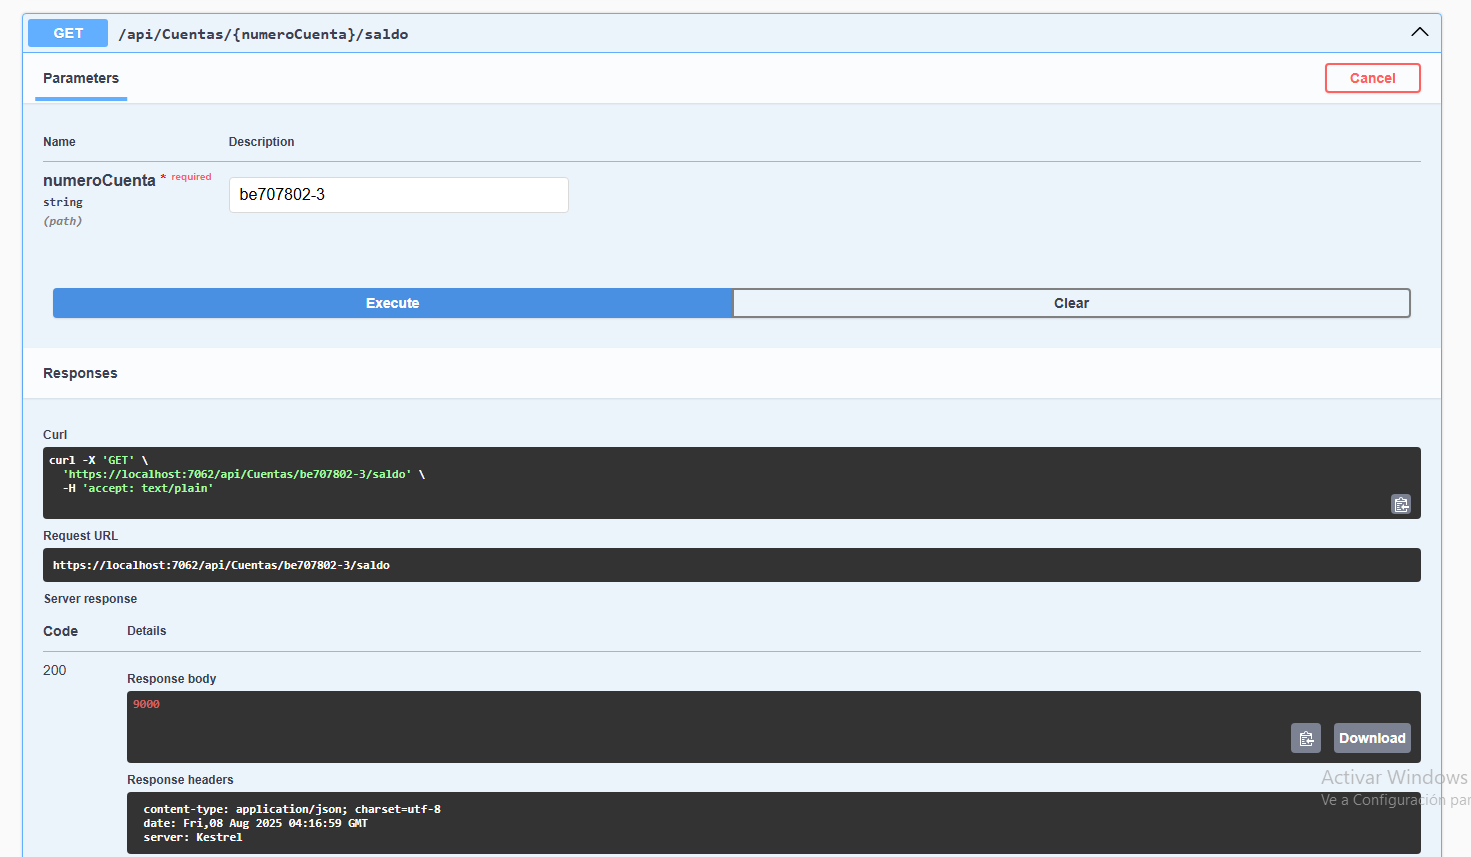 GET /api/Cuentas/{numeroCuenta}/saldo
Parameters
Cancel
Name Description
numeroCuenta * required
string
(path)
be707802-3
Execute Clear
Responses
Curl
curl -X 'GET' \
'https://localhost:7062/api/Cuentas/be707802-3/saldo' \
-H 'accept: text/plain'
Request URL
https://localhost:7062/api/Cuentas/be707802-3/saldo
Server response
Code Details
200
Response body
9000
Download
Response headers
content-type: application/json; charset=utf-8
date: Fri,08 Aug 2025 04:16:59 GMT
server: Kestrel
Activar Windows
Ve a Configuración par